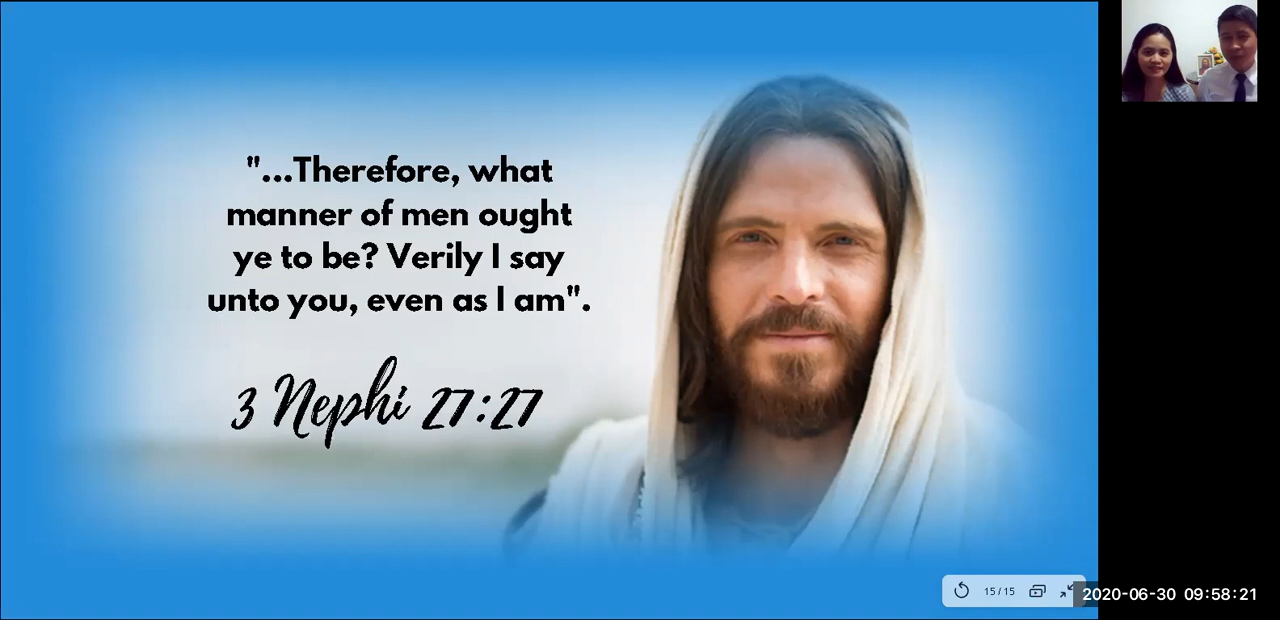 "...Therefore, what
manner of men ought
ye to be? Verily I say
unto you, even as I am".
3 Nephi 27:27
15/15
2020-06-30 09:58:21